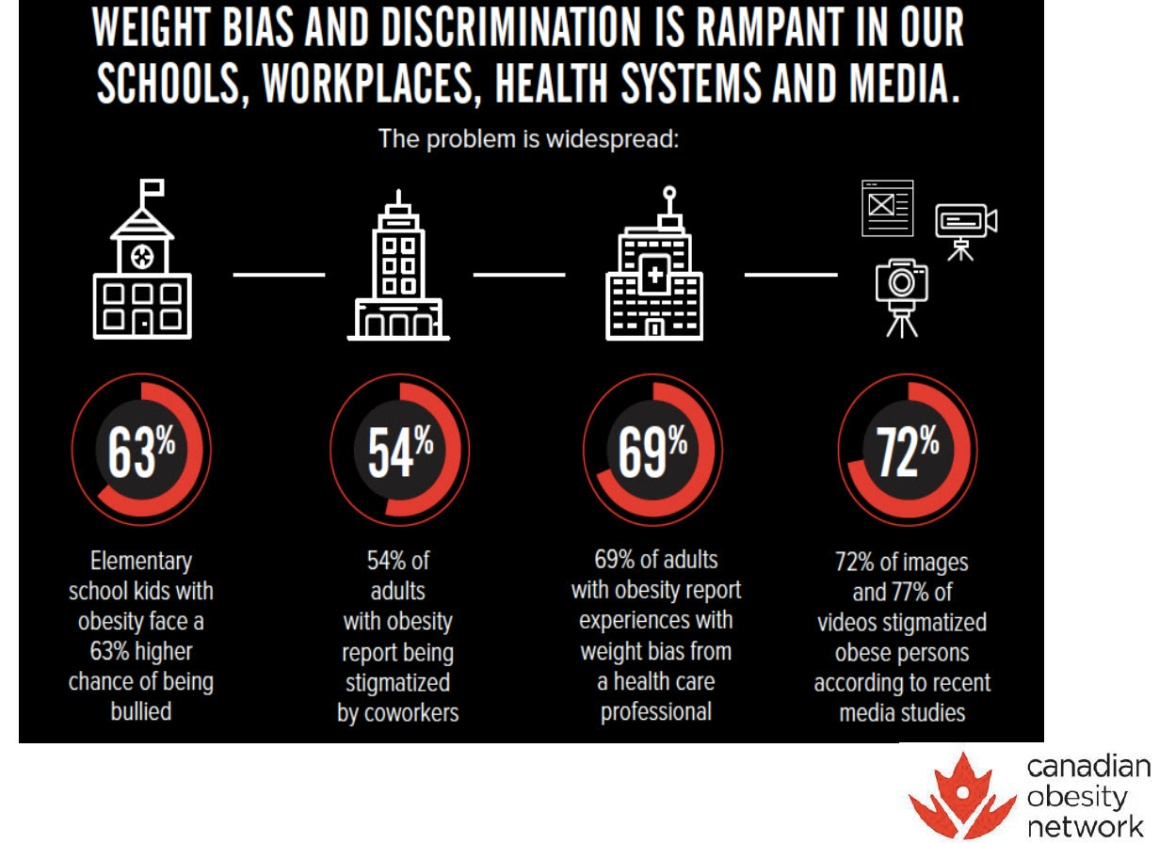 WEIGHT BIAS AND DISCRIMINATION IS RAMPANT IN OUR
SCHOOLS, WORKPLACES, HEALTH SYSTEMS AND MEDIA.
The problem is widespread:
63%
Elementary
school kids with
obesity face a
63% higher
chance of being
bullied
54%
54% of
adults
with obesity
report being
stigmatized
by coworkers
69%
69% of adults
with obesity report
experiences with
weight bias from
a health care
professional
72%
72% of images
and 77% of
videos stigmatized
obese persons
according to recent
media studies
canadian
obesity
network